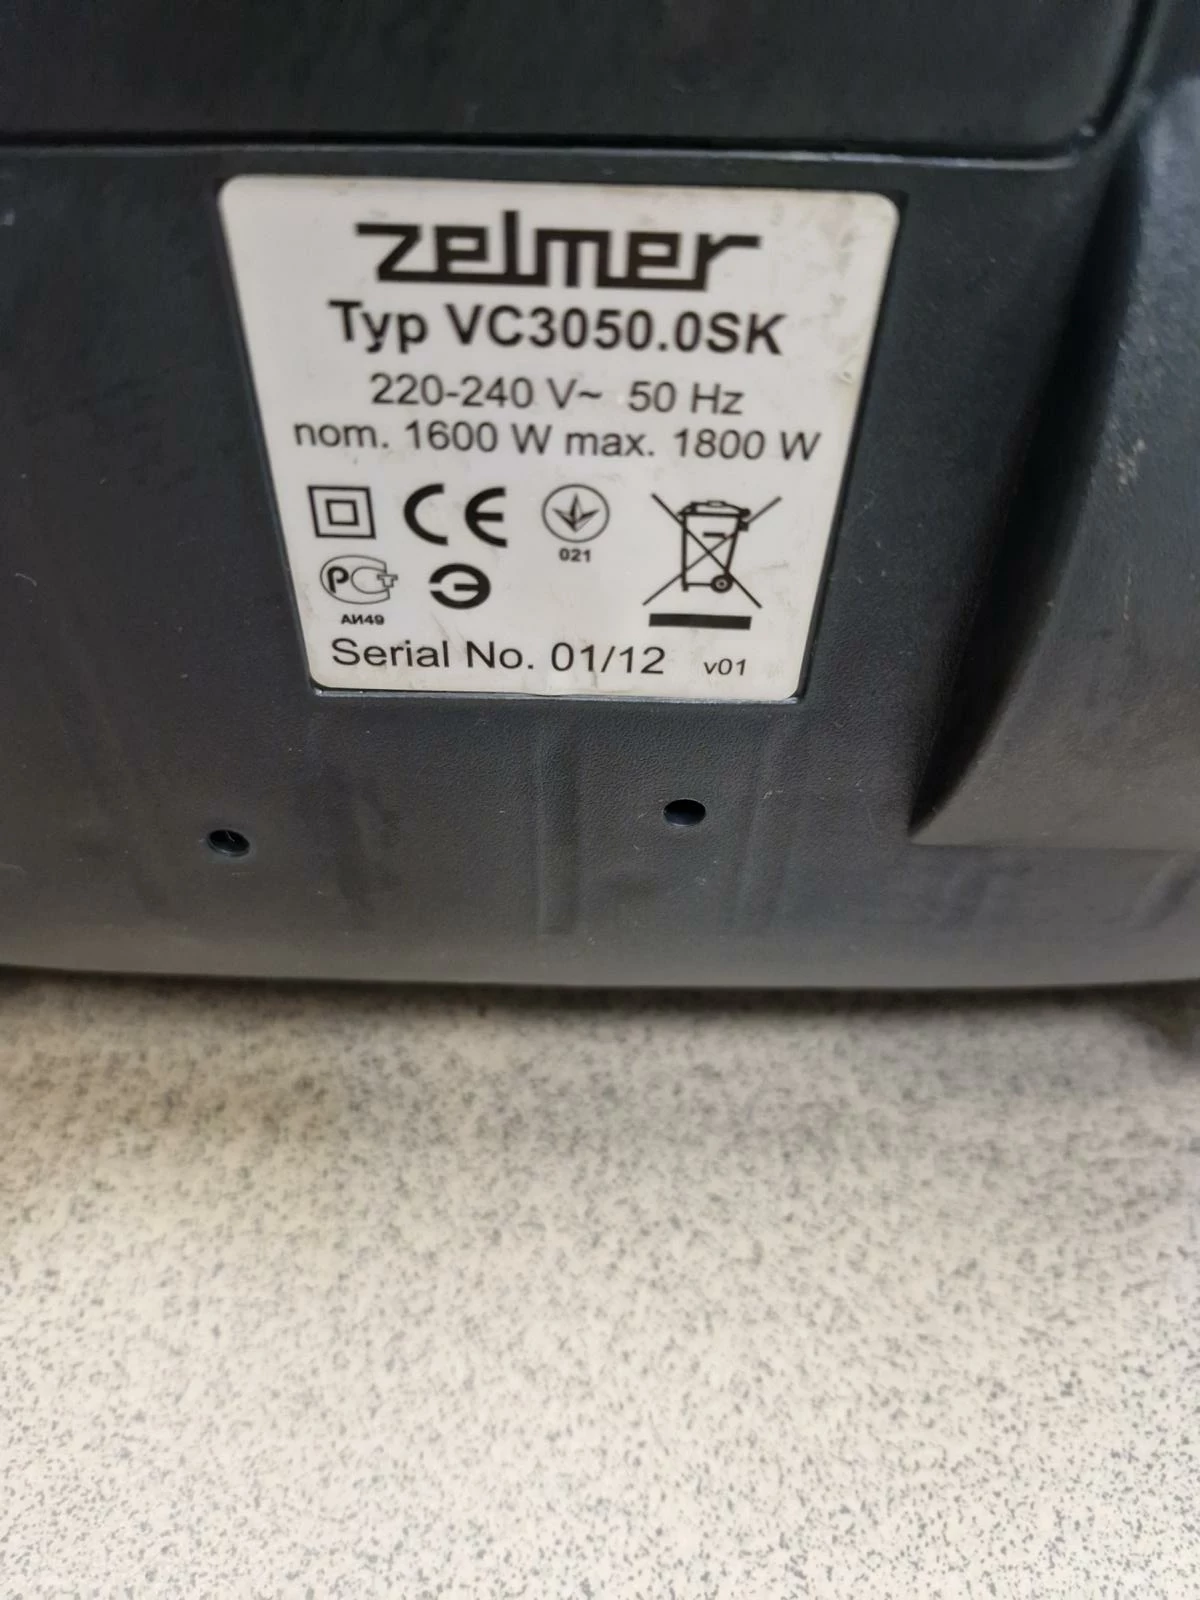 zelmer
Typ VC3050.0SK
220-240 V~ 50 Hz
nom. 1600 W max. 1800 W
CE
021
РСТ
АИ49
Э
Serial No. 01/12 v01